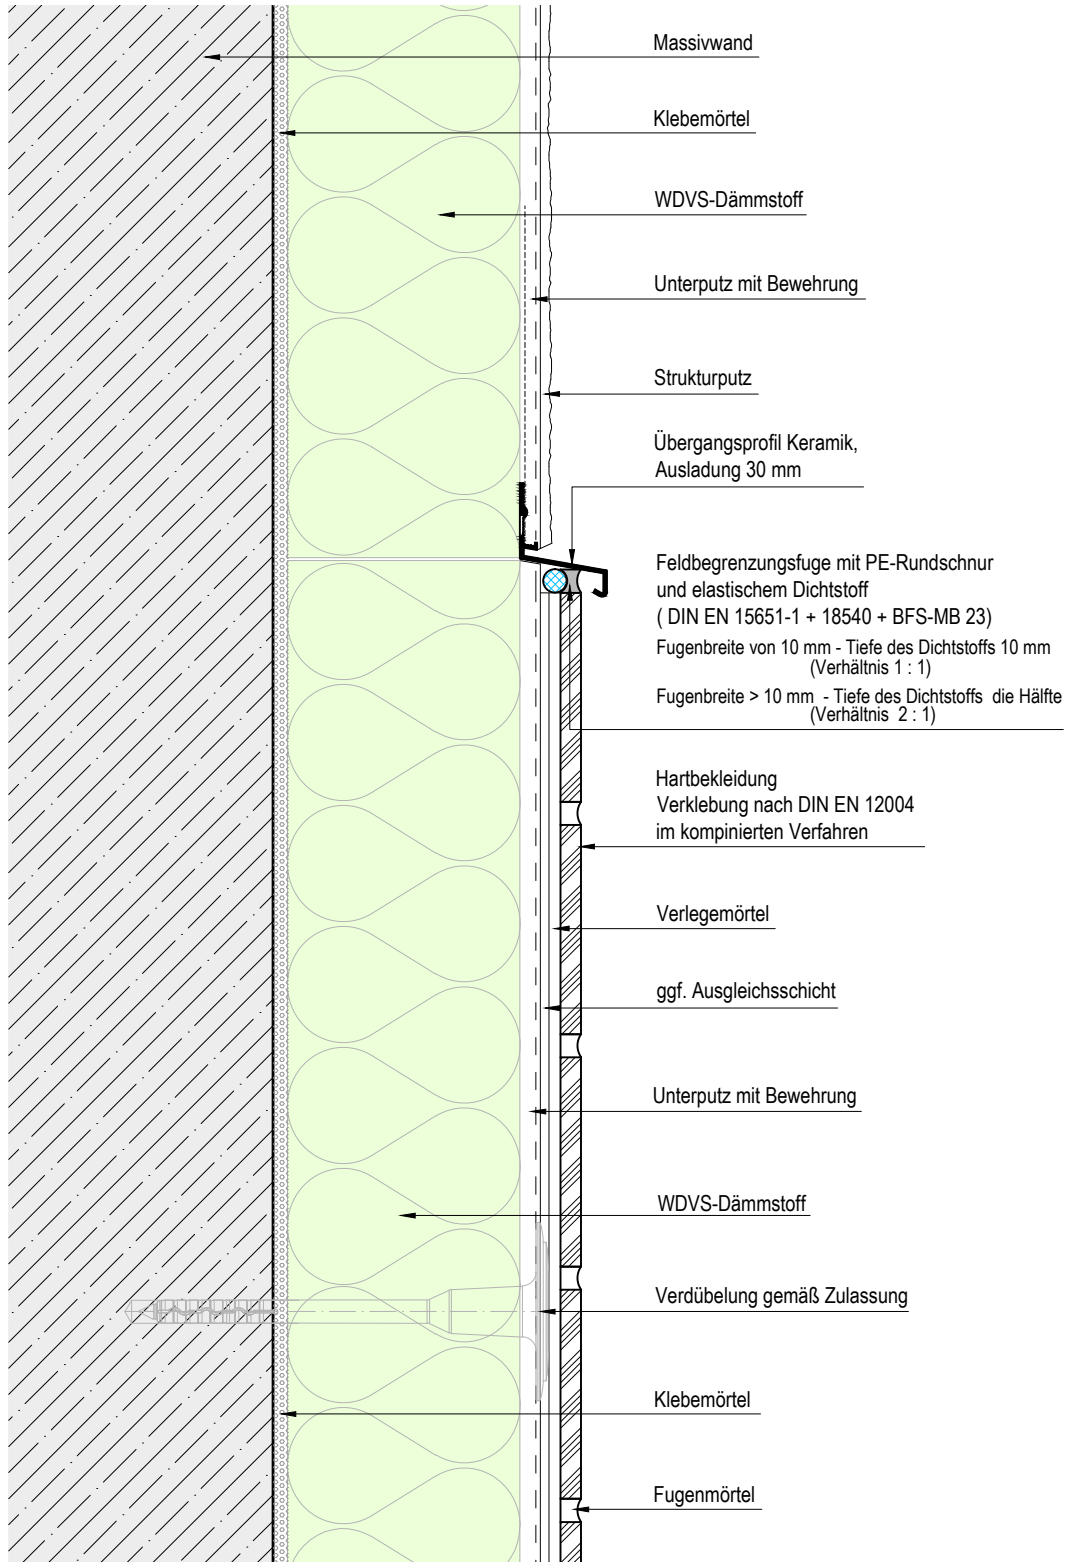 Massivwand
Klebemörtel
WDVS-Dämmstoff
Unterputz mit Bewehrung
Strukturputz
Übergangsprofil Keramik,
Ausladung 30 mm
Feldbegrenzungsfuge mit PE-Rundschnur
und elastischem Dichtstoff
( DIN EN 15651-1 + 18540 + BFS-MB 23)
Fugenbreite von 10 mm - Tiefe des Dichtstoffs 10 mm
(Verhältnis 1 : 1)
Fugenbreite > 10 mm - Tiefe des Dichtstoffs die Hälfte
(Verhältnis 2 : 1)
Hartbekleidung
Verklebung nach DIN EN 12004
im kompinierten Verfahren
Verlegemörtel
ggf. Ausgleichsschicht
Unterputz mit Bewehrung
WDVS-Dämmstoff
Verdübelung gemäß Zulassung
Klebemörtel
Fugenmörtel